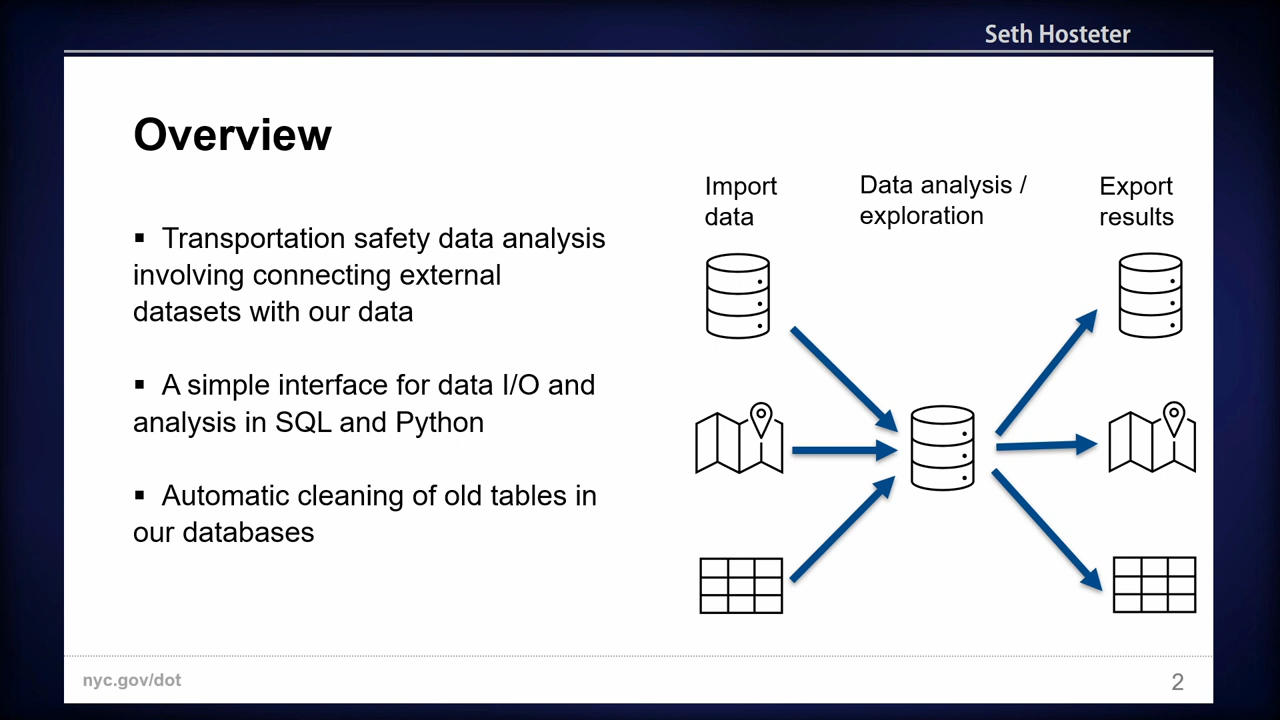 Seth Hosteter
Overview
▪ Transportation safety data analysis
involving connecting external
datasets with our data
▪ A simple interface for data I/O and
analysis in SQL and Python
▪ Automatic cleaning of old tables in
our databases
Import
data
Data analysis /
exploration
Export
results
nyc.gov/dot
2